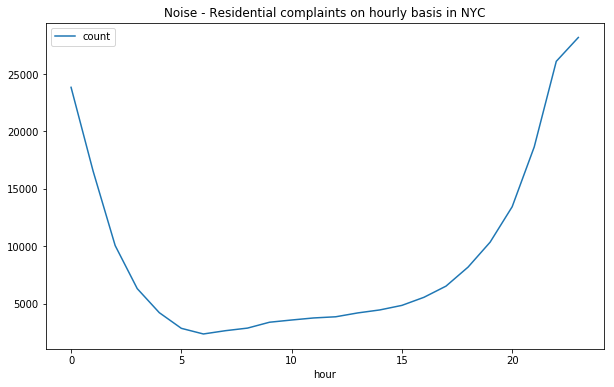 Noise - Residential complaints on hourly basis in NYC
count
25000
20000
15000
10000
5000
0 5 10 15 20
hour